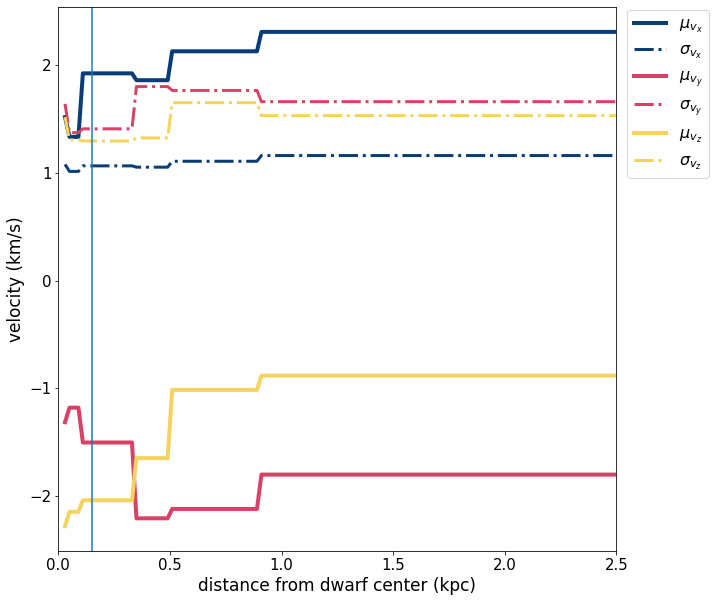 2
1
0
−1
−2
velocity (km/s)
0.0 0.5 1.0 1.5 2.0 2.5
distance from dwarf center (kpc)
μ_{v_x}
σ_{v_x}
μ_{v_y}
σ_{v_y}
μ_{v_z}
σ_{v_z}